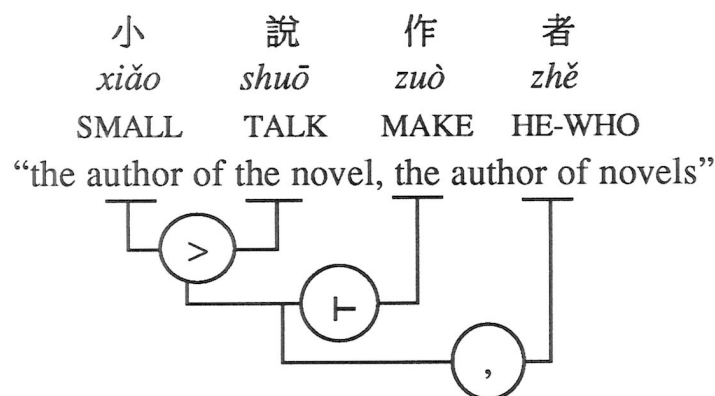 小 說 作 者
xiǎo shuō zuò zhě
SMALL TALK MAKE HE-WHO
“the author of the novel, the author of novels”
>
⊢
,